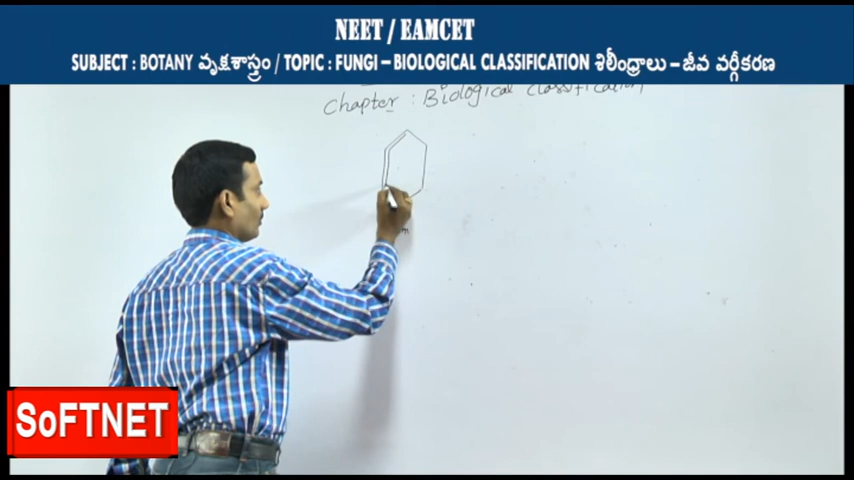 NEET / EAMCET
SUBJECT : BOTANY వృక్షశాస్త్రం / TOPIC : FUNGI – BIOLOGICAL CLASSIFICATION శిలీంధ్రాలు – జీవ వర్గీకరణ
Chapter : Biological Classification
SoFTNET